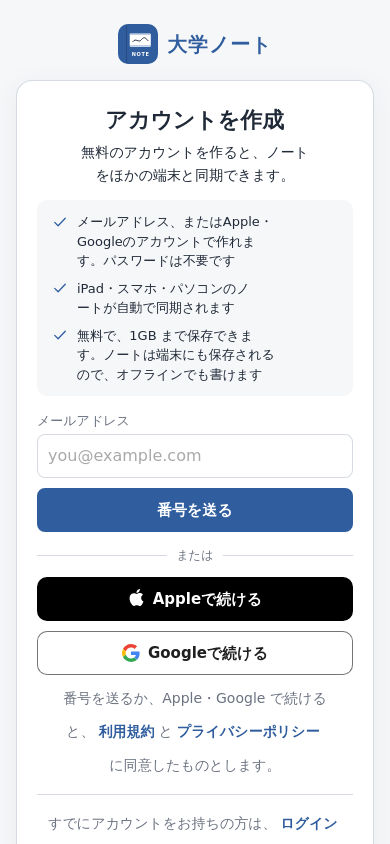 NOTE
大学ノート
アカウントを作成
無料のアカウントを作ると、ノート
をほかの端末と同期できます。
メールアドレス、またはApple・
Googleのアカウントで作れま
す。パスワードは不要です
iPad・スマホ・パソコンのノ
ートが自動で同期されます
無料で、1GB まで保存できま
す。ノートは端末にも保存される
ので、オフラインでも書けます
メールアドレス
you@example.com
番号を送る
または
Appleで続ける
Googleで続ける
番号を送るか、Apple・Google で続ける
と、 利用規約 と プライバシーポリシー
に同意したものとします。
すでにアカウントをお持ちの方は、 ログイン